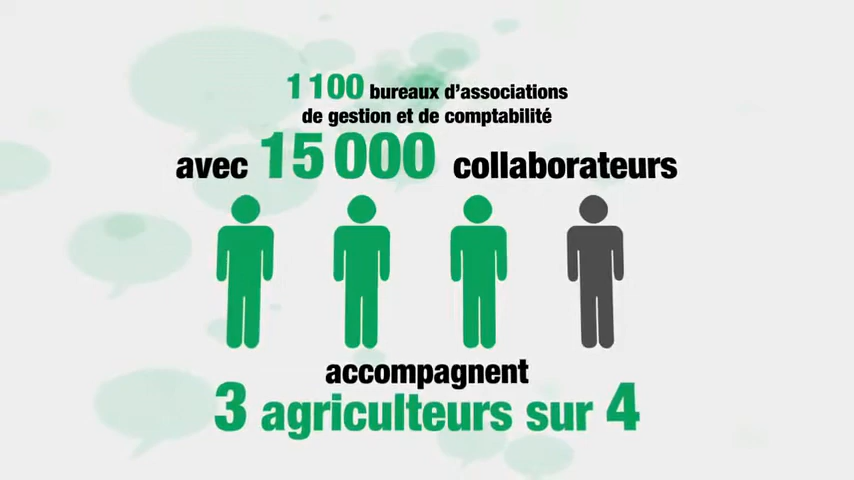 1 100 bureaux d'associations
de gestion et de comptabilité
avec 15 000 collaborateurs
accompagnent
3 agriculteurs sur 4